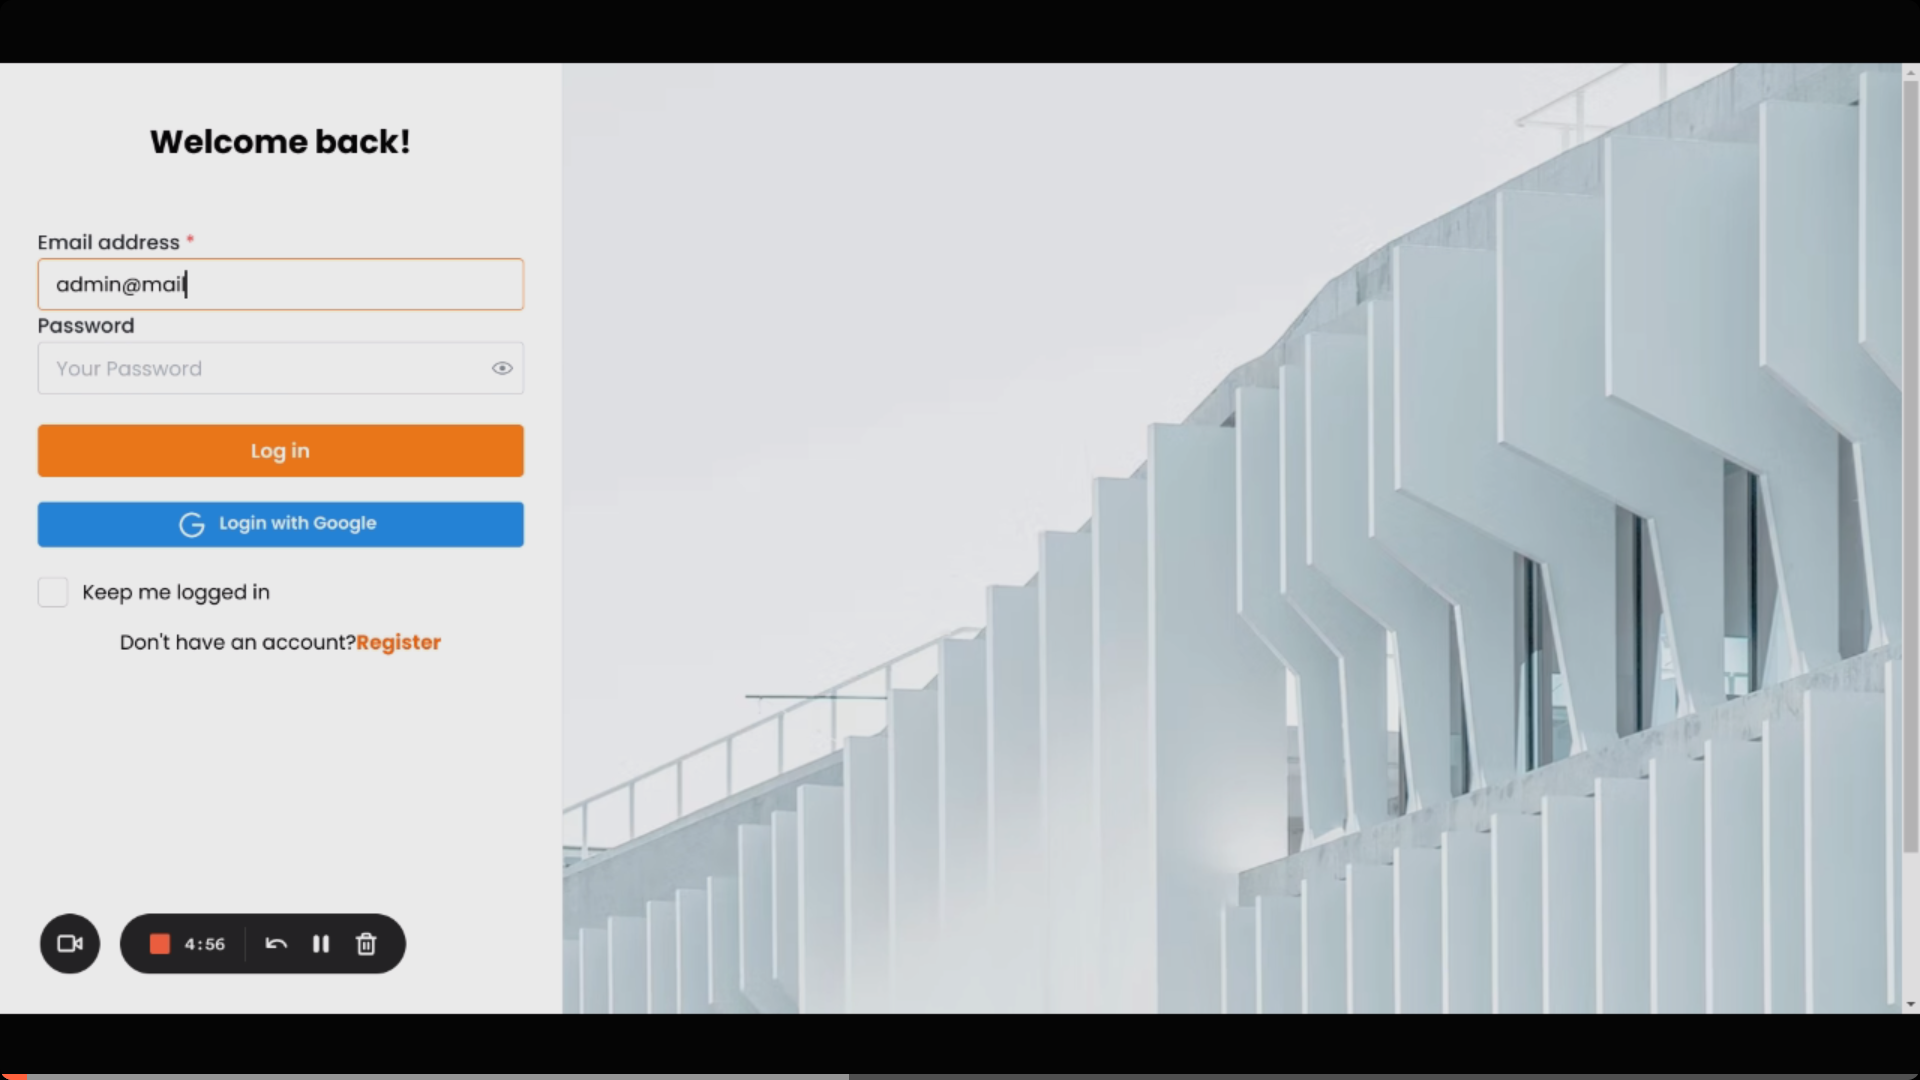 Welcome back!
Email address *
admin@mail
Password
Your Password
Log in
Login with Google
Keep me logged in
Don't have an account?Register
4:56